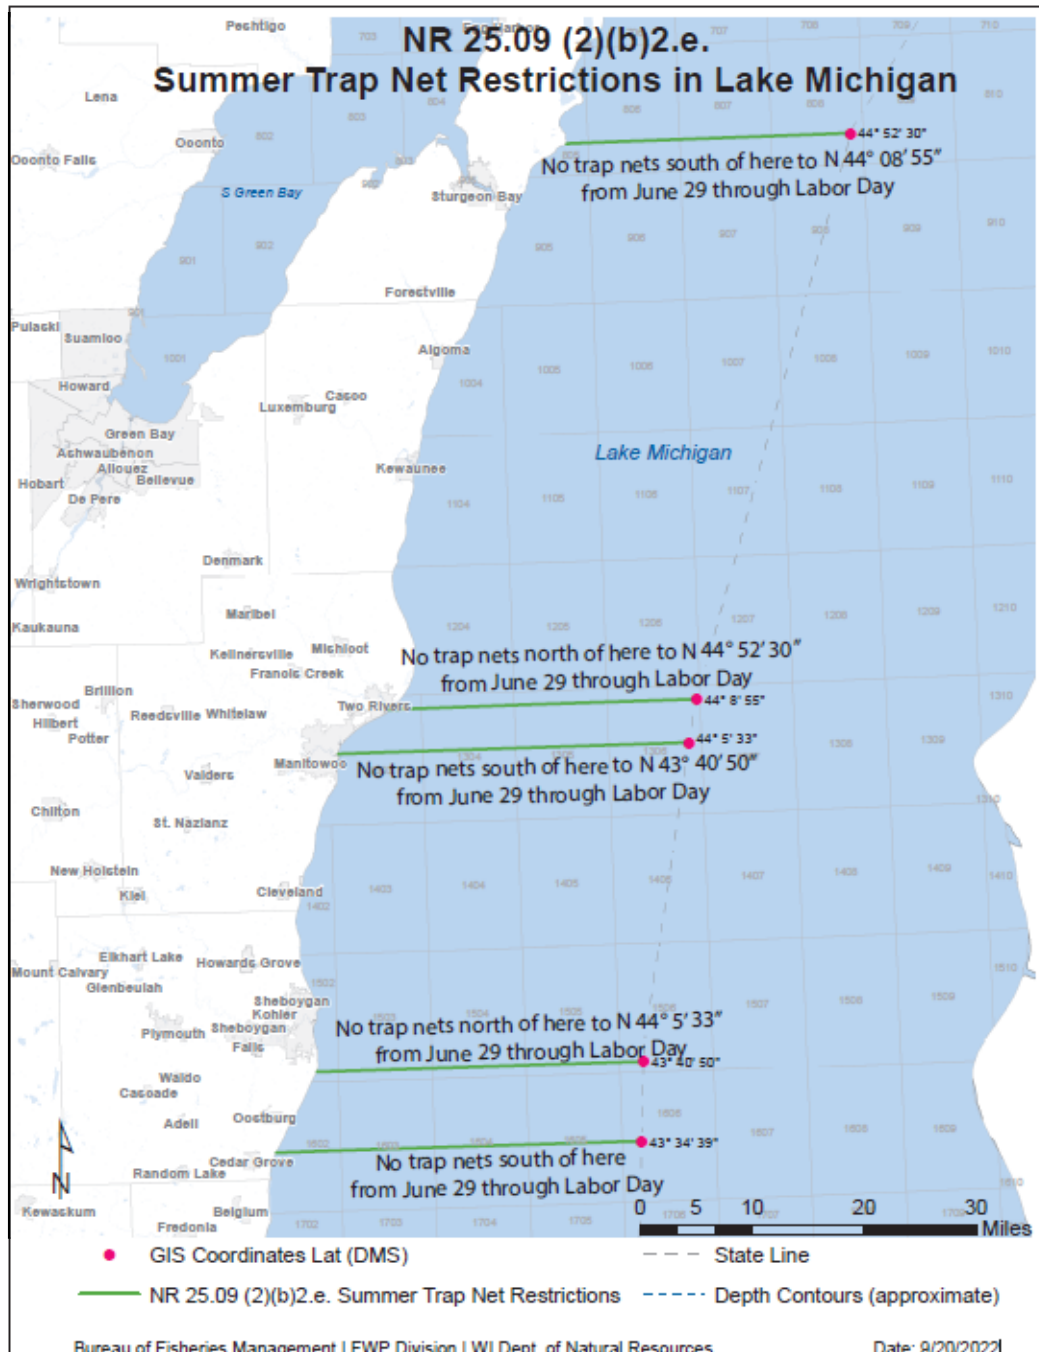 Peshtigo
Egg Harbor
NR 25.09 (2)(b)2.e.
Summer Trap Net Restrictions in Lake Michigan
Lena
Oconto
Oconto Falls
44° 52' 30"
No trap nets south of here to N 44° 08' 55"
from June 29 through Labor Day
S Green Bay
Sturgeon Bay
Forestville
Pulaski
Suamico
Algoma
Howard
Casco
Luxemburg
Green Bay
Ashwaubenon
Allouez
Bellevue
Hobart
De Pere
Kewaunee
Lake Michigan
Denmark
Wrightstown
Maribel
Kaukauna
Kellnersville
Mishicot
Francis Creek
No trap nets north of here to N 44° 52' 30"
from June 29 through Labor Day
44° 8' 55"
Sherwood
Brillion
Hilbert
Reedsville
Whitelaw
Two Rivers
Potter
44° 5' 33"
Manitowoc
Valders
No trap nets south of here to N 43° 40' 50"
from June 29 through Labor Day
Chilton
St. Nazianz
New Holstein
Kiel
Cleveland
Elkhart Lake
Howards Grove
Mount Calvary
Glenbeulah
Sheboygan
Kohler
Plymouth
Sheboygan
Falls
No trap nets north of here to N 44° 5' 33"
from June 29 through Labor Day
43° 40' 50"
Waldo
Cascade
Adell
Oostburg
43° 34' 39"
Random Lake
Cedar Grove
No trap nets south of here
from June 29 through Labor Day
N
Kewaskum
Belgium
Fredonia
0 5 10 20 30
Miles
GIS Coordinates Lat (DMS)
State Line
NR 25.09 (2)(b)2.e. Summer Trap Net Restrictions
Depth Contours (approximate)
Bureau of Fisheries Management | FWP Division | WI Dept. of Natural Resources
Date: 9/20/2022